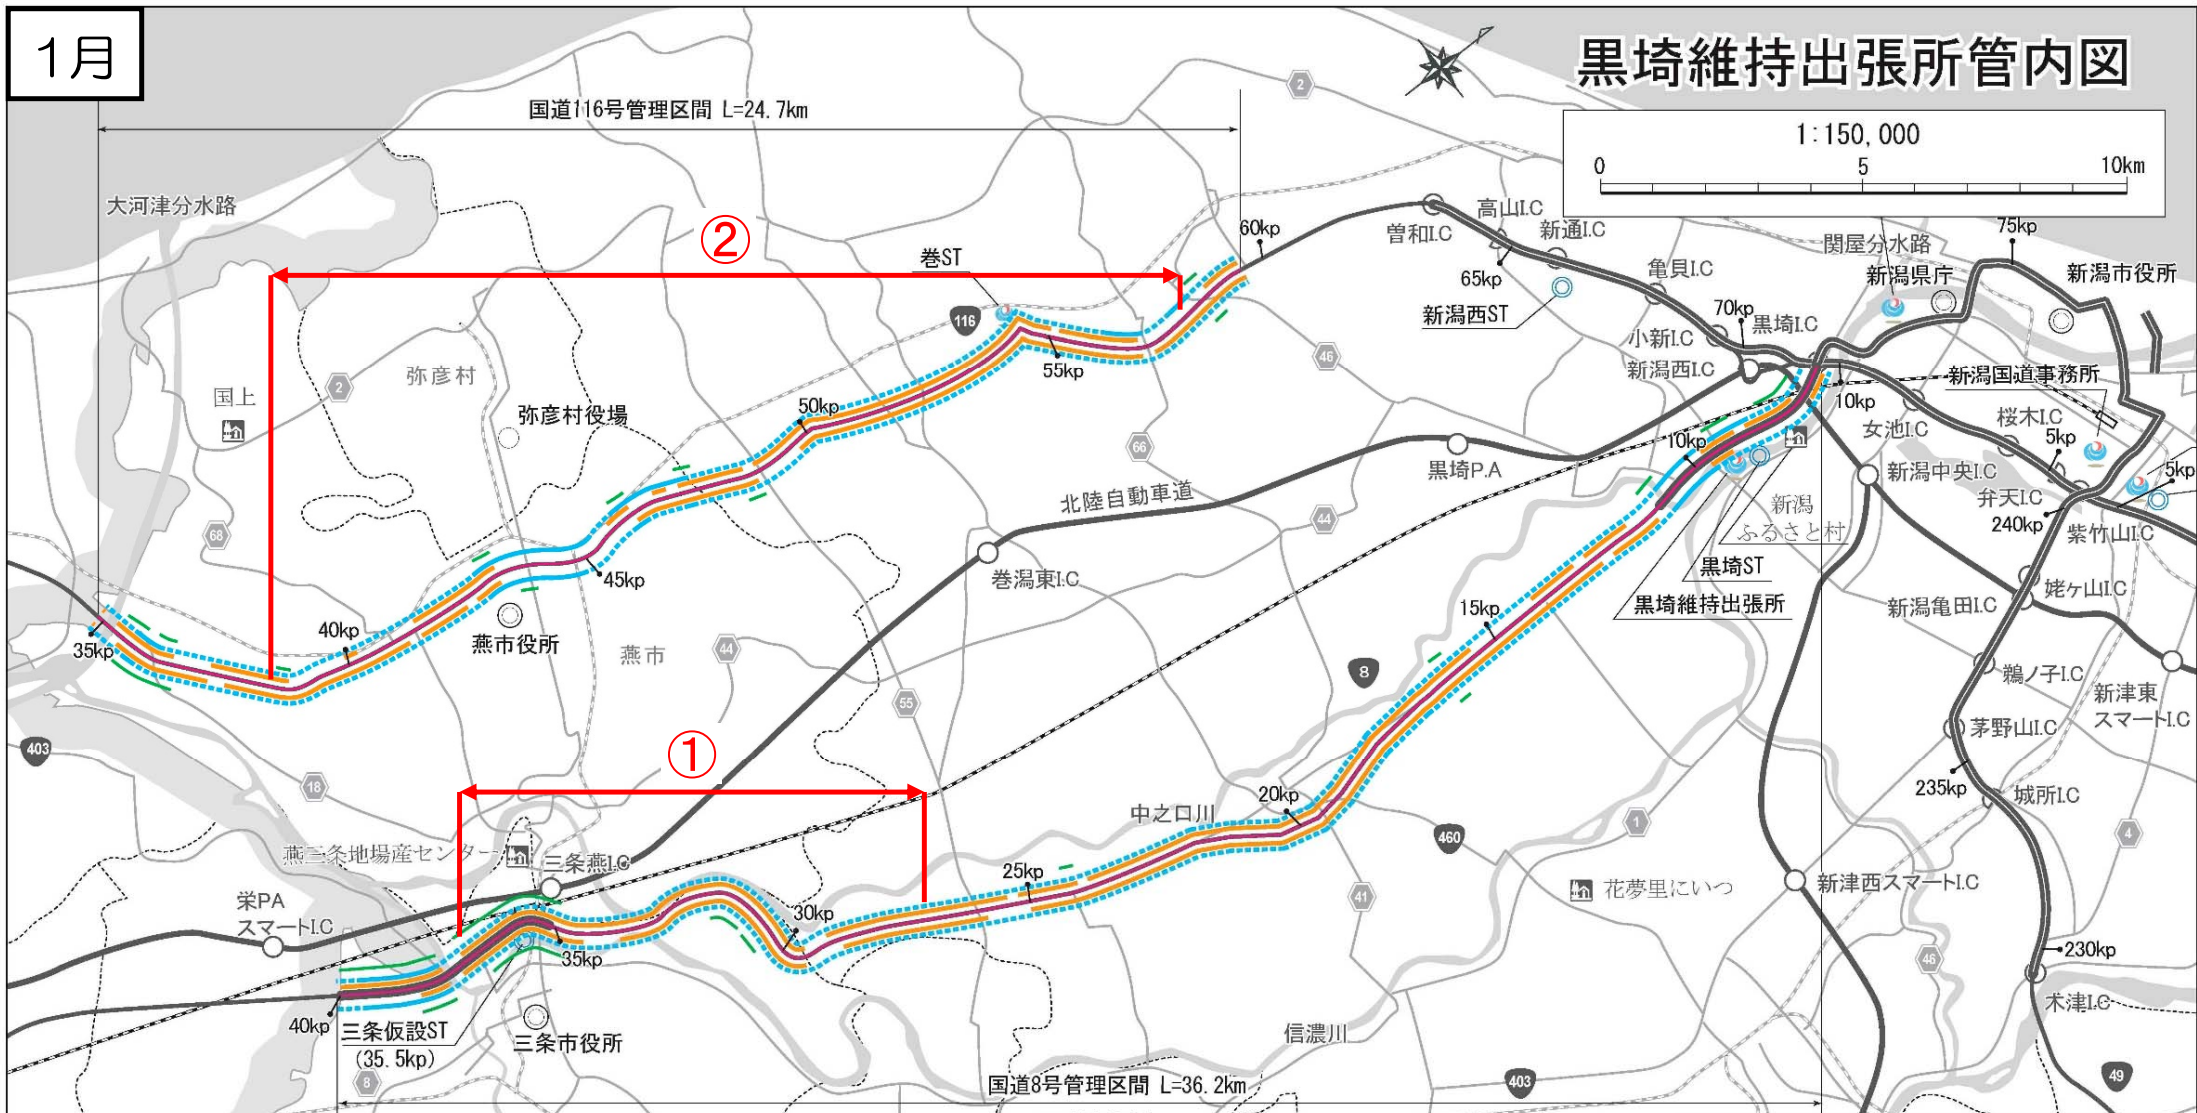 1月
黒埼維持出張所管内図
国道116号管理区間 L=24.7km
1:150,000
0
5
10km
2
大河津分水路
②
巻ST
60kp
曽和I.C
高山I.C
新通I.C
65kp
新潟西ST
亀貝I.C
関屋分水路
75kp
新潟県庁
新潟市役所
116
小新I.C
70kp
黒埼I.C
新潟西I.C
新潟国道事務所
46
55kp
弥彦村
2
国上
弥彦村役場
50kp
10kp
女池I.C
桜木I.C
5kp
5kp
66
黒埼P.A
10kp
新潟中央I.C
弁天I.C
240kp
紫竹山I.C
北陸自動車道
44
新潟
ふるさと村
68
45kp
巻潟東I.C
黒埼ST
黒埼維持出張所
姥ヶ山I.C
新潟亀田I.C
35kp
40kp
燕市役所
燕市
44
15kp
8
鵜ノ子I.C
新津東
スマートI.C
55
茅野山I.C
403
①
18
235kp
城所I.C
20kp
中之口川
460
1
4
燕三条地場産センター
三条燕I.C
25kp
41
花夢里にいつ
新津西スマートI.C
栄PA
スマートI.C
30kp
35kp
46
230kp
木津I.C
40kp
三条仮設ST
(35.5kp)
三条市役所
信濃川
8
国道8号管理区間 L=36.2km
403
49